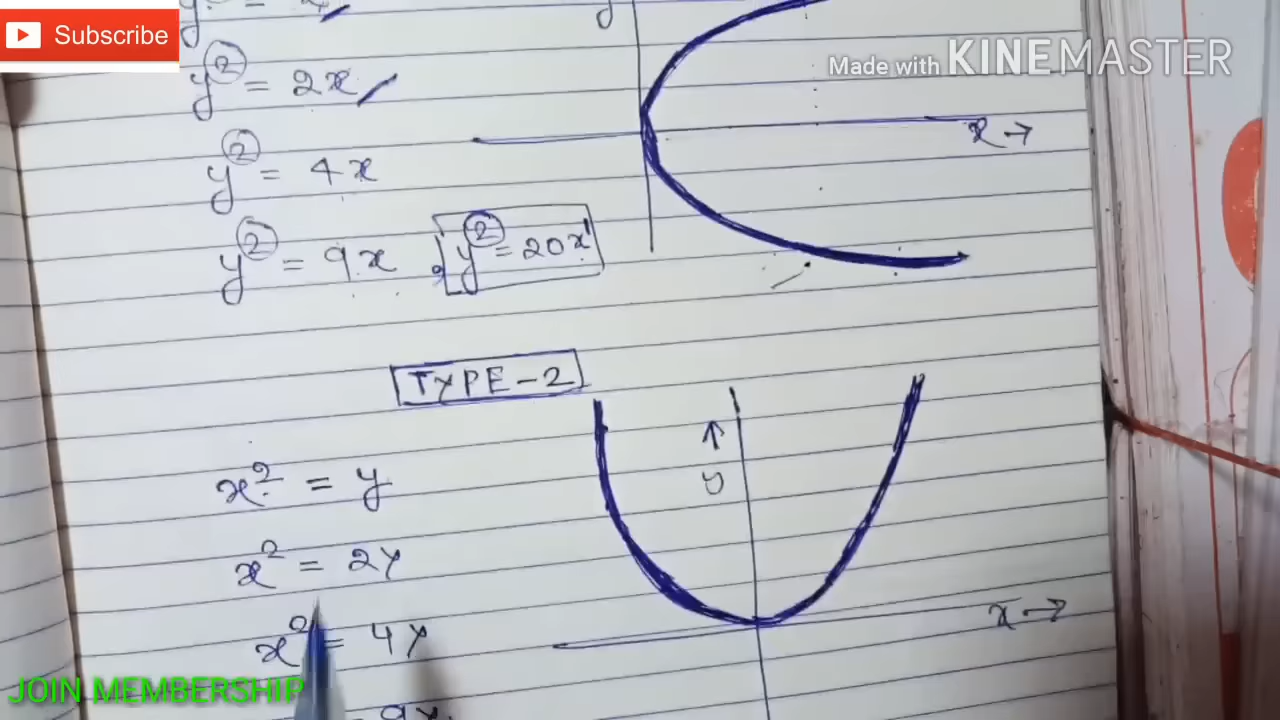 Subscribe
Made with KINEMASTER
y² = 2x
x →
y² = 4x
y² = 9x , y² = 20x¹
TYPE-2
↑
y
x² = y
x² = 2y
x →
x² = 4y
JOIN MEMBERSHIP